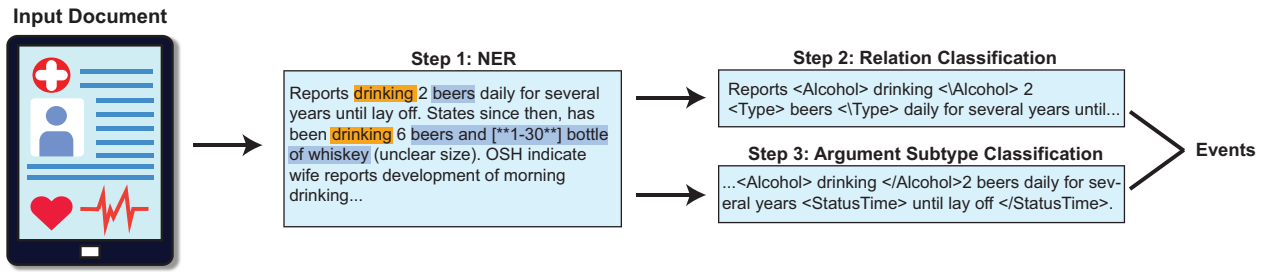 Input Document
Step 1: NER
Reports drinking 2 beers daily for several
years until lay off. States since then, has
been drinking 6 beers and [**1-30**] bottle
of whiskey (unclear size). OSH indicate
wife reports development of morning
drinking...
Step 2: Relation Classification
Reports <Alcohol> drinking <\Alcohol> 2
<Type> beers <\Type> daily for several years until...
Step 3: Argument Subtype Classification
...<Alcohol> drinking </Alcohol>2 beers daily for sev-
eral years <StatusTime> until lay off </StatusTime>.
Events